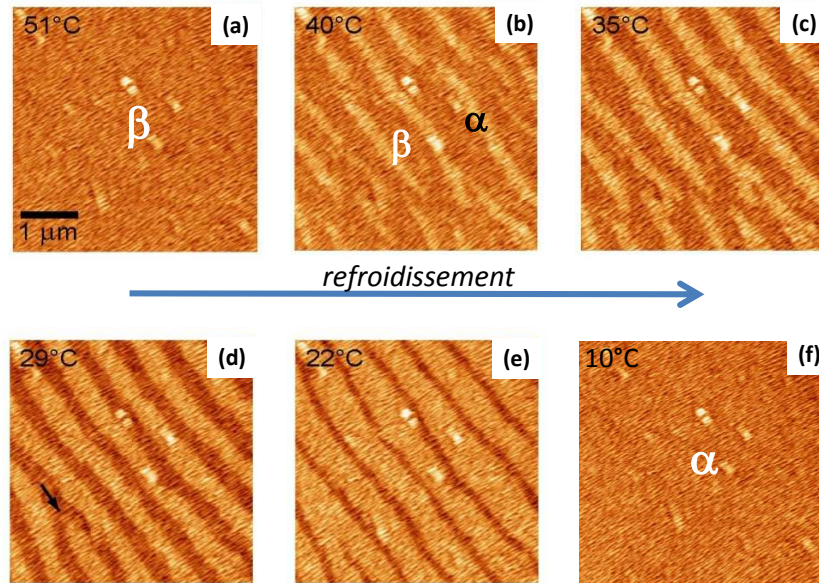 51°C (a)
β
1 μm
40°C (b)
α
β
35°C (c)
refroidissement
29°C (d)
22°C (e)
10°C (f)
α